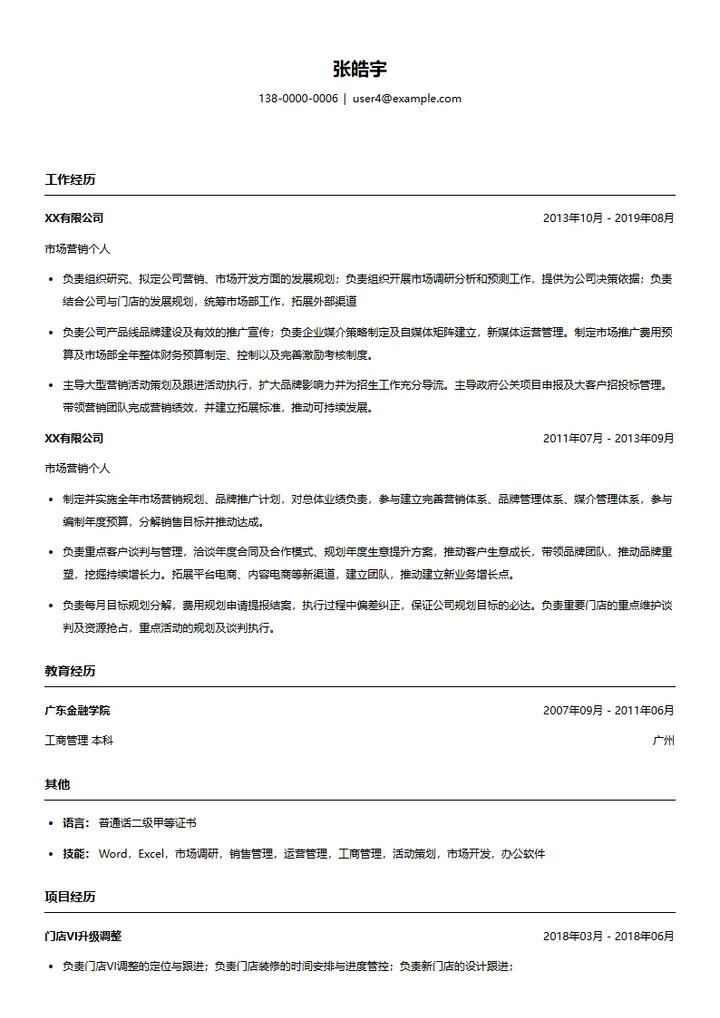 张皓宇
138-0000-0006 | user4@example.com
工作经历
XX有限公司 2013年10月 - 2019年08月
市场营销个人
• 负责组织研究、拟定公司营销、市场开发方面的发展规划；负责组织开展市场调研分析和预测工作，提供为公司决策依据；负责
结合公司与门店的发展规划，统筹市场部工作，拓展外部渠道
• 负责公司产品线品牌建设及有效的推广宣传；负责企业媒介策略制定及自媒体矩阵建立，新媒体运营管理。制定市场推广费用预
算及市场部全年整体财务预算制定、控制以及完善激励考核制度。
• 主导大型营销活动策划及跟进活动执行，扩大品牌影响力并为招生工作充分导流。主导政府公关项目申报及大客户招投标管理。
带领营销团队完成营销绩效，并建立拓展标准，推动可持续发展。
XX有限公司 2011年07月 - 2013年09月
市场营销个人
• 制定并实施全年市场营销规划、品牌推广计划，对总体业绩负责，参与建立完善营销体系、品牌管理体系、媒介管理体系，参与
编制年度预算，分解销售目标并推动达成。
• 负责重点客户谈判与管理，洽谈年度合同及合作模式、规划年度生意提升方案，推动客户生意成长，带领品牌团队，推动品牌重
塑，挖掘持续增长力。拓展平台电商、内容电商等新渠道，建立团队，推动建立新业务增长点。
• 负责每月目标规划分解，费用规划申请提报结案，执行过程中偏差纠正，保证公司规划目标的必达。负责重要门店的重点维护谈
判及资源抢占，重点活动的规划及谈判执行。
教育经历
广东金融学院 2007年09月 - 2011年06月
工商管理 本科 广州
其他
• 语言： 普通话二级甲等证书
• 技能： Word，Excel，市场调研，销售管理，运营管理，工商管理，活动策划，市场开发，办公软件
项目经历
门店VI升级调整 2018年03月 - 2018年06月
• 负责门店VI调整的定位与跟进；负责门店装修的时间安排与进度管控；负责新门店的设计跟进；